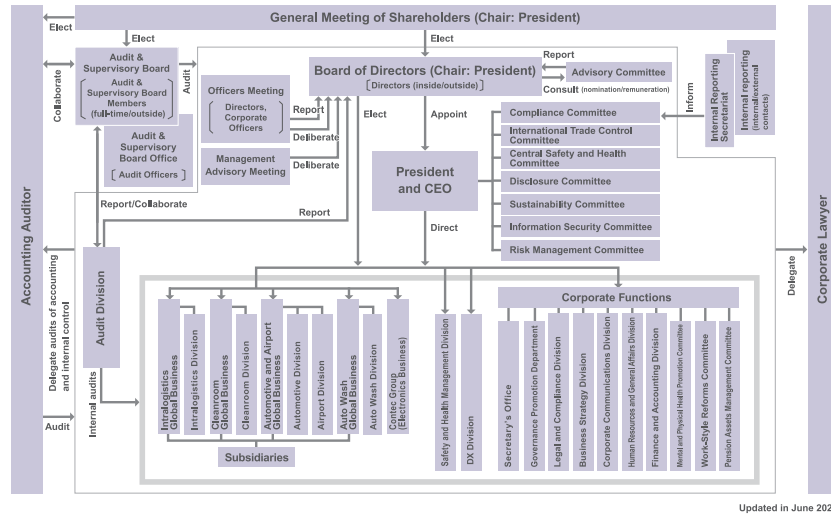 General Meeting of Shareholders (Chair: President)
Elect
Elect
Elect
Accounting Auditor
Collaborate
Audit &
Supervisory Board
Audit &
Supervisory Board
Members
(full-time/outside)
Audit
Audit &
Supervisory
Board Office
[ Audit Officers ]
Officers Meeting
(Directors,
Corporate
Officers)
Management
Advisory Meeting
Report
Deliberate
Deliberate
Board of Directors (Chair: President)
[Directors (inside/outside)]
Report
Advisory Committee
Consult (nomination/remuneration)
Elect
Appoint
President
and CEO
Direct
Compliance Committee
International Trade Control
Committee
Central Safety and Health
Committee
Disclosure Committee
Sustainability Committee
Information Security Committee
Risk Management Committee
Inform
Internal Reporting
Secretariat
Internal reporting
(internal/external
contacts)
Corporate Lawyer
Delegate
Report/Collaborate
Report
Audit Division
Delegate audits of accounting
and internal control
Audit
Internal audits
Intralogistics
Global Business
Intralogistics Division
Cleanroom
Global Business
Cleanroom Division
Automotive and Airport
Global Business
Automotive Division
Airport Division
Auto Wash
Global Business
Auto Wash Division
Contec Group
(Electronics Business)
Subsidiaries
Safety and Health Management Division
DX Division
Corporate Functions
Secretary's Office
Governance Promotion Department
Legal and Compliance Division
Business Strategy Division
Corporate Communications Division
Human Resources and General Affairs Division
Finance and Accounting Division
Mental and Physical Health Promotion Committee
Work-Style Reforms Committee
Pension Assets Management Committee
Updated in June 202